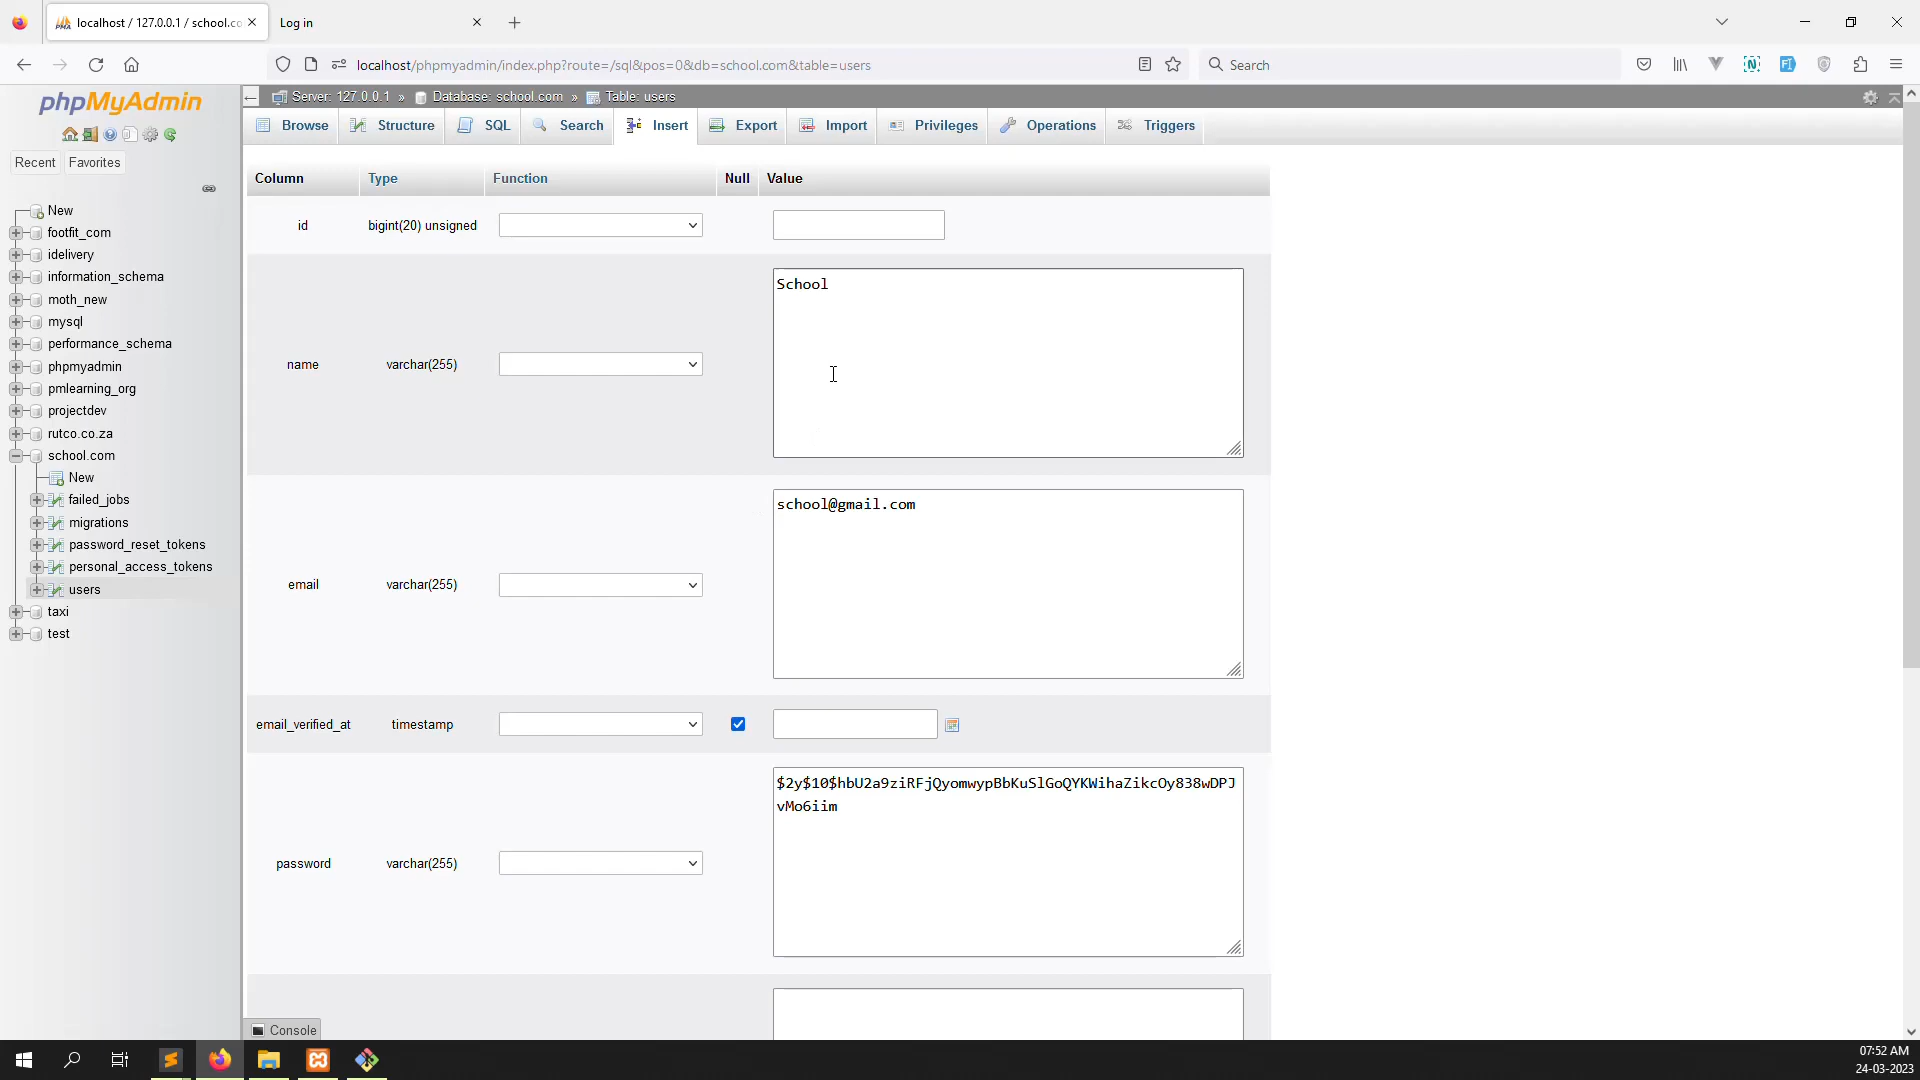 localhost / 127.0.0.1 / school.co
Log in
localhost/phpmyadmin/index.php?route=/sql&pos=0&db=school.com&table=users
Search
phpMyAdmin
Recent
Favorites
New
footfit_com
idelivery
information_schema
moth_new
mysql
performance_schema
phpmyadmin
pmlearning_org
projectdev
rutco.co.za
school.com
New
failed_jobs
migrations
password_reset_tokens
personal_access_tokens
users
taxi
test
Server: 127.0.0.1 » Database: school.com » Table: users
Browse
Structure
SQL
Search
Insert
Export
Import
Privileges
Operations
Triggers
Column Type Function Null Value
id bigint(20) unsigned
name varchar(255)
School
email varchar(255)
school@gmail.com
email_verified_at timestamp
password varchar(255)
$2y$10$hbU2a9ziRFjQyomwypBbKuSlGoQYKWihaZikcOy838wDPJ
vMo6iim
Console
07:52 AM
24-03-2023